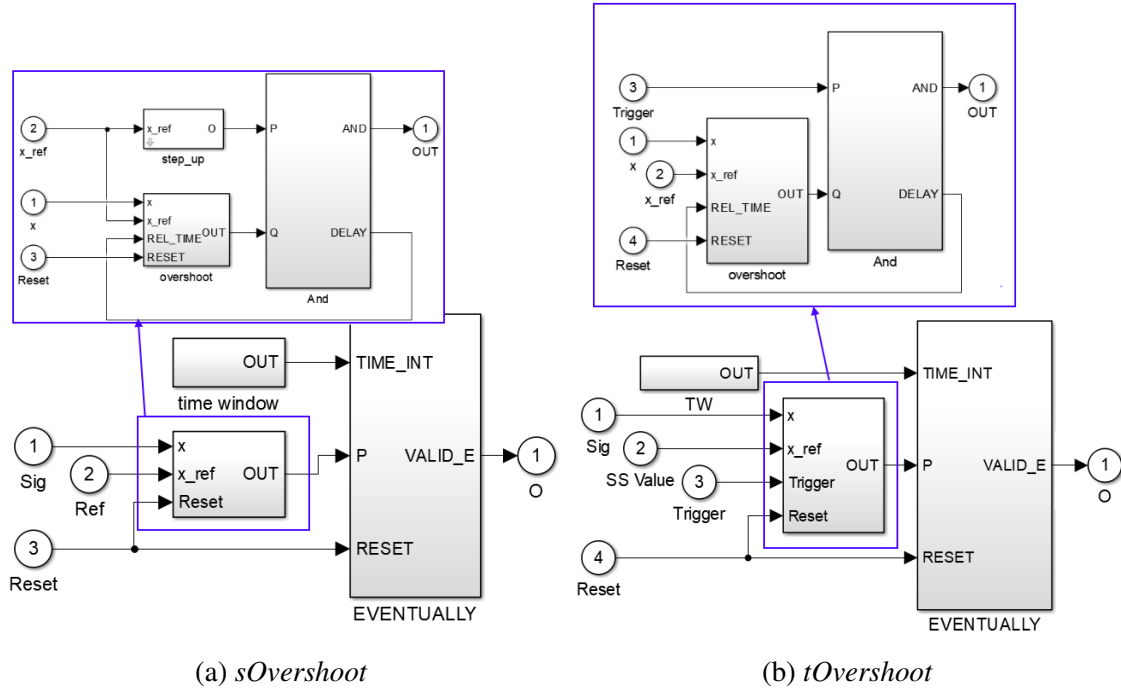 2
x_ref
x_ref
O
step_up
P
AND
1
OUT
1
x
x
x_ref
REL_TIME
RESET
OUT
overshoot
3
Reset
Q
DELAY
And
OUT
time window
TIME_INT
1
Sig
2
Ref
x
x_ref
Reset
OUT
P
VALID_E
1
O
3
Reset
RESET
EVENTUALLY
(a) sOvershoot
3
Trigger
P
AND
1
OUT
1
x
2
x_ref
x
x_ref
REL_TIME
RESET
OUT
overshoot
4
Reset
Q
DELAY
And
OUT
TW
TIME_INT
1
Sig
2
SS Value
3
Trigger
x
x_ref
Trigger
Reset
OUT
P
VALID_E
1
O
4
Reset
RESET
EVENTUALLY
(b) tOvershoot